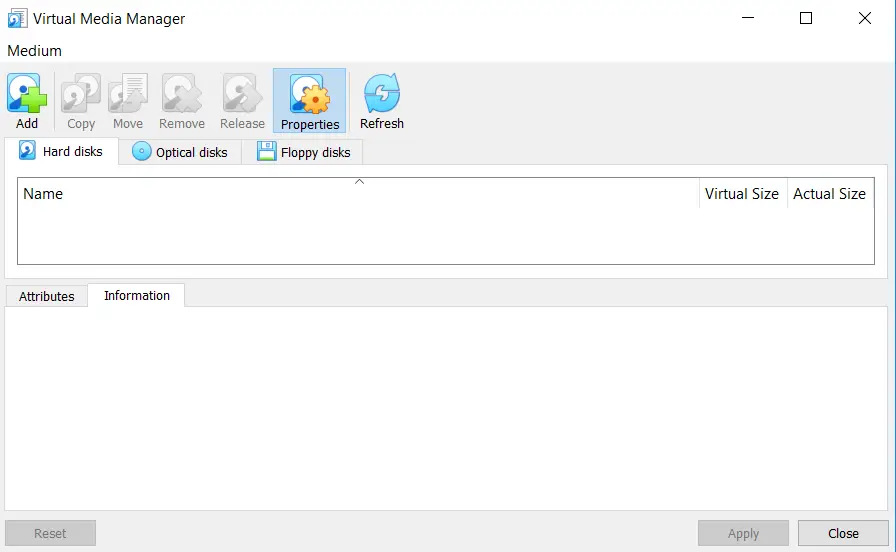 Virtual Media Manager
Medium
Add Copy Move Remove Release Properties Refresh
Hard disks Optical disks Floppy disks
Name Virtual Size Actual Size
Attributes Information
Reset Apply Close